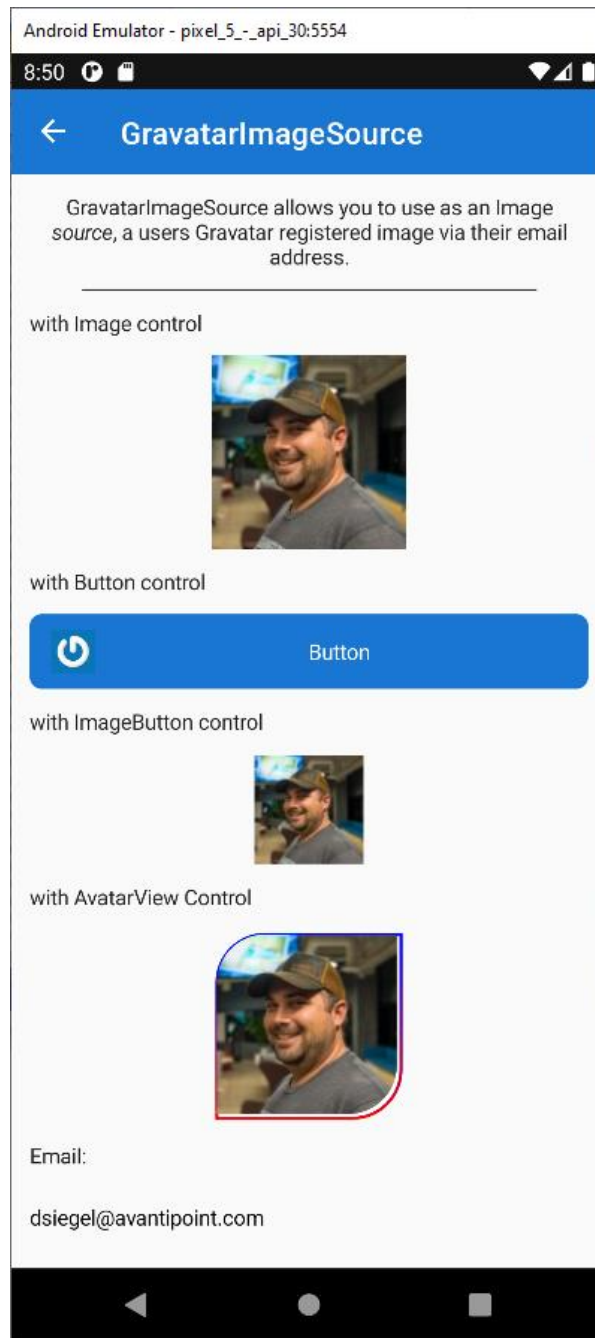 Android Emulator - pixel_5_-_api_30:5554
8:50
GravatarImageSource
GravatarImageSource allows you to use as an Image
source, a users Gravatar registered image via their email
address.
with Image control
with Button control
Button
with ImageButton control
with AvatarView Control
Email:
dsiegel@avantipoint.com